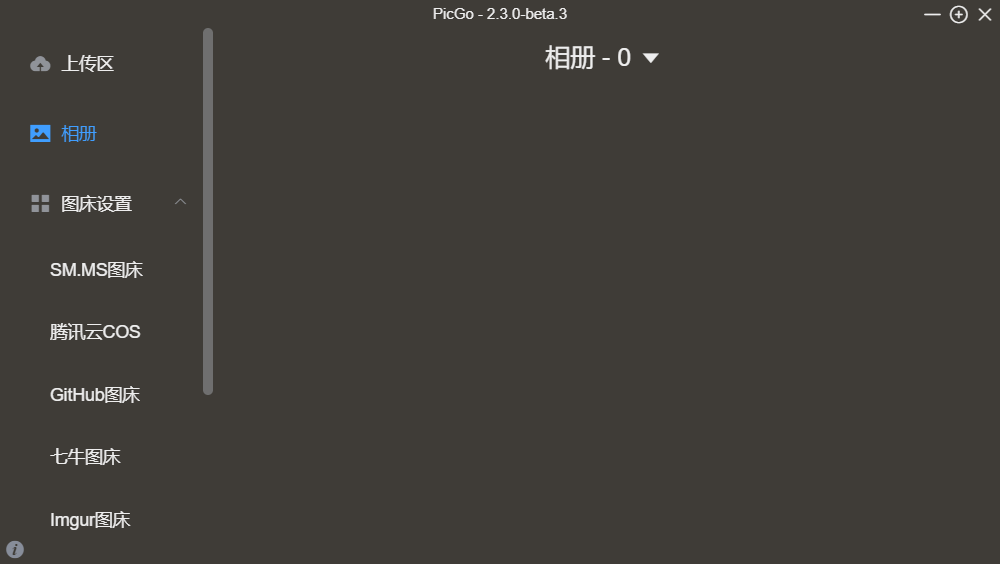 PicGo - 2.3.0-beta.3
上传区
相册
图床设置
SM.MS图床
腾讯云COS
GitHub图床
七牛图床
Imgur图床
相册 - 0